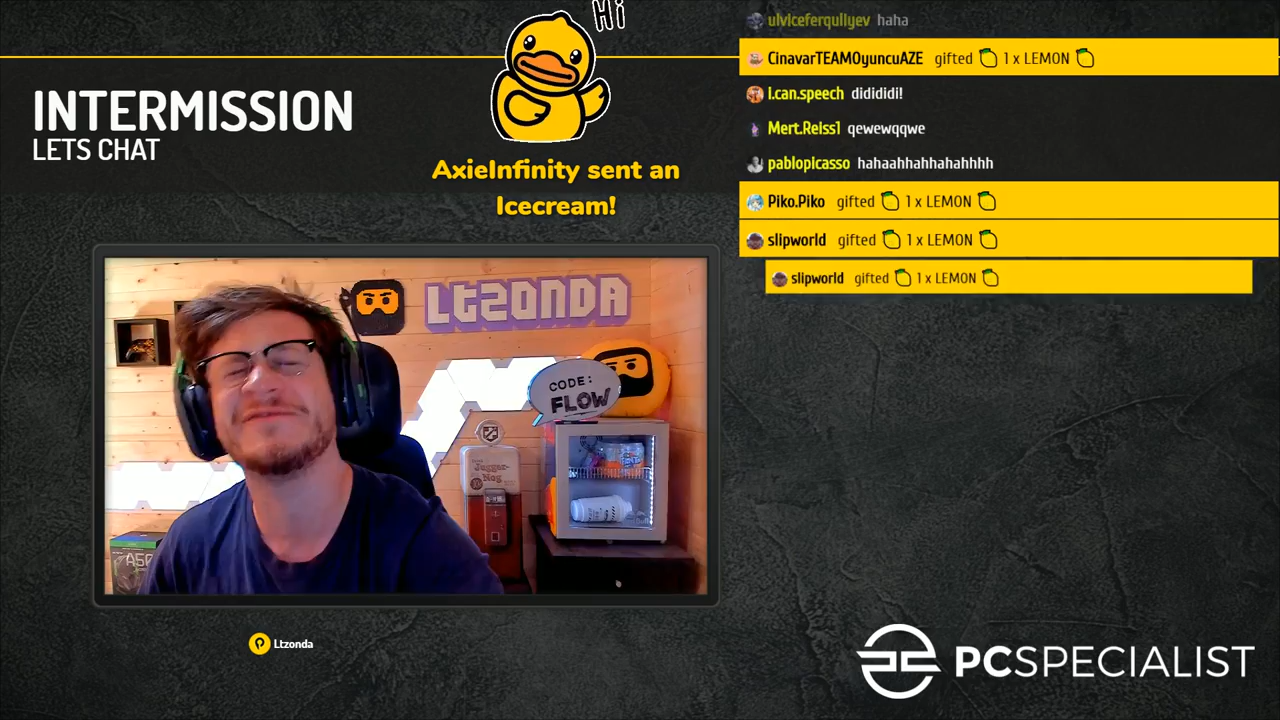 Hi
INTERMISSION
LETS CHAT
AxieInfinity sent an
Icecream!
ulviceferquliyev haha
CinavarTEAMOyuncuAZE gifted 1 x LEMON
I.can.speech didididi!
Mert.Reiss1 qewewqqwe
pablopicasso hahaahhahhahahhhh
Piko.Piko gifted 1 x LEMON
slipworld gifted 1 x LEMON
slipworld gifted 1 x LEMON
LTZONDA
CODE:
FLOW
Jugger-
Nog
Ltzonda
PCSPECIALIST